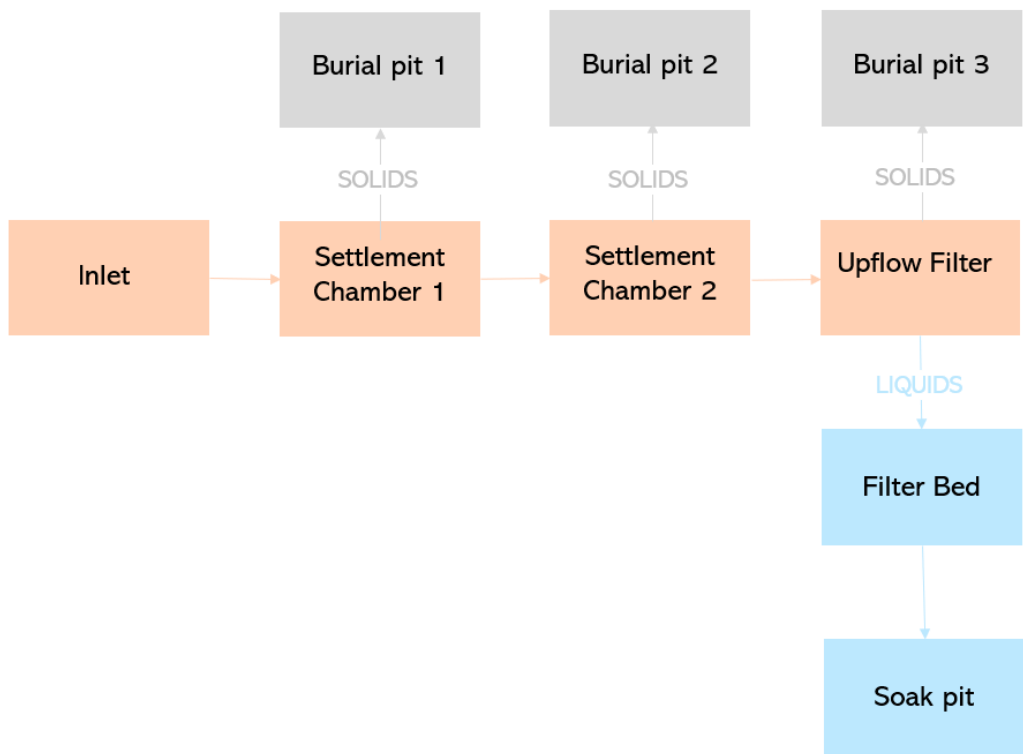 Burial pit 1
Burial pit 2
Burial pit 3
SOLIDS
SOLIDS
SOLIDS
Inlet
Settlement
Chamber 1
Settlement
Chamber 2
Upflow Filter
LIQUIDS
Filter Bed
Soak pit